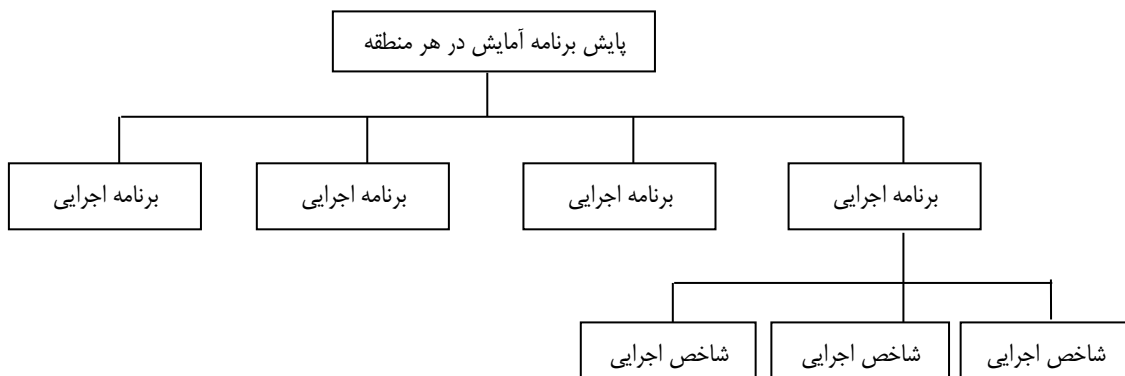 پایش برنامه آمایش در هر منطقه
برنامه اجرایی
برنامه اجرایی
برنامه اجرایی
برنامه اجرایی
شاخص اجرایی
شاخص اجرایی
شاخص اجرایی